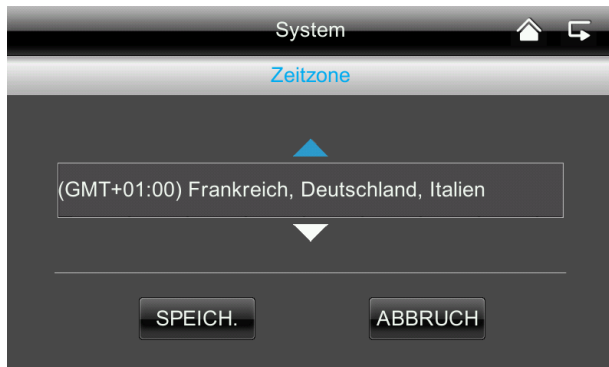 System
Zeitzone
(GMT+01:00) Frankreich, Deutschland, Italien
SPEICH.
ABBRUCH